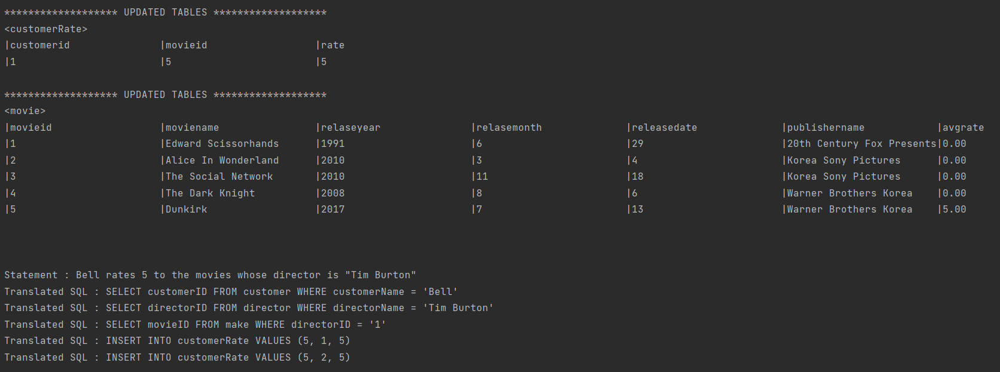 ******************* UPDATED TABLES *******************
<customerRate>
|customerid               |movieid                  |rate
|1                        |5                        |5
******************* UPDATED TABLES *******************
<movie>
|movieid                  |moviename                |relaseyear               |relasemonth              |releasedate              |publishername            |avgrate
|1                        |Edward Scissorhands      |1991                     |6                        |29                       |20th Century Fox Presents|0.00
|2                        |Alice In Wonderland      |2010                     |3                        |4                        |Korea Sony Pictures      |0.00
|3                        |The Social Network       |2010                     |11                       |18                       |Korea Sony Pictures      |0.00
|4                        |The Dark Knight          |2008                     |8                        |6                        |Warner Brothers Korea    |0.00
|5                        |Dunkirk                  |2017                     |7                        |13                       |Warner Brothers Korea    |5.00
Statement : Bell rates 5 to the movies whose director is "Tim Burton"
Translated SQL : SELECT customerID FROM customer WHERE customerName = 'Bell'
Translated SQL : SELECT directorID FROM director WHERE directorName = 'Tim Burton'
Translated SQL : SELECT movieID FROM make WHERE directorID = '1'
Translated SQL : INSERT INTO customerRate VALUES (5, 1, 5)
Translated SQL : INSERT INTO customerRate VALUES (5, 2, 5)